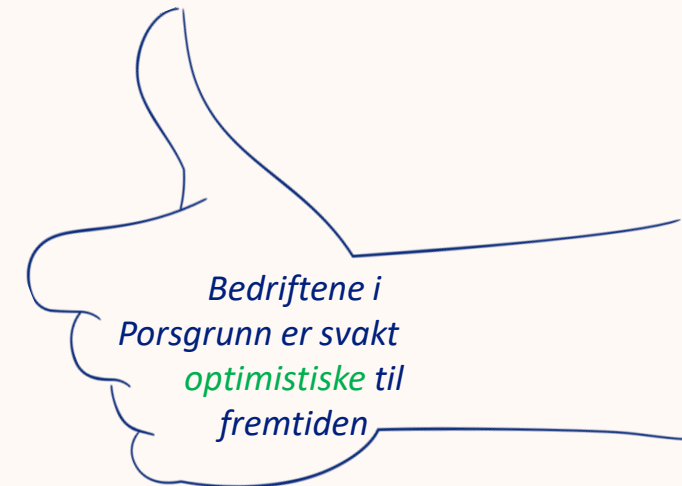 Bedriftene i
Porsgrunn er svakt
optimistiske til
fremtiden